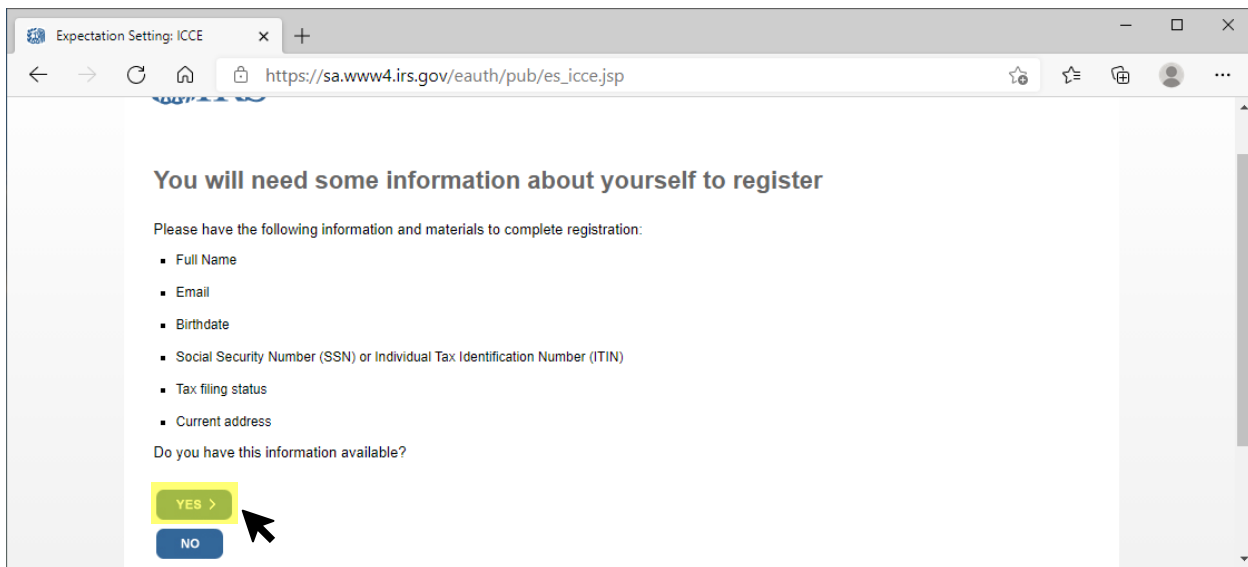 Expectation Setting: ICCE
https://sa.www4.irs.gov/eauth/pub/es_icce.jsp
IRS
You will need some information about yourself to register
Please have the following information and materials to complete registration:
Full Name
Email
Birthdate
Social Security Number (SSN) or Individual Tax Identification Number (ITIN)
Tax filing status
Current address
Do you have this information available?
YES >
NO